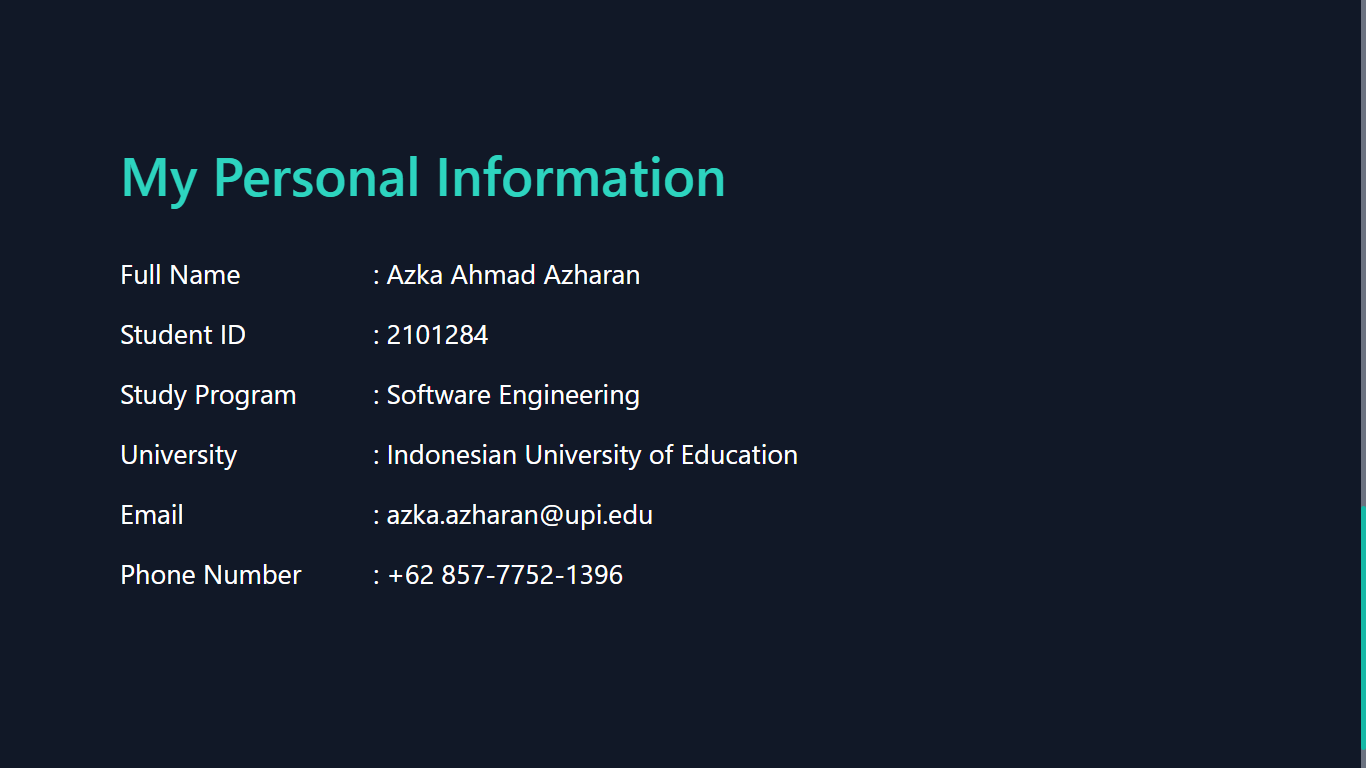 My Personal Information
Full Name : Azka Ahmad Azharan
Student ID : 2101284
Study Program : Software Engineering
University : Indonesian University of Education
Email : azka.azharan@upi.edu
Phone Number : +62 857-7752-1396